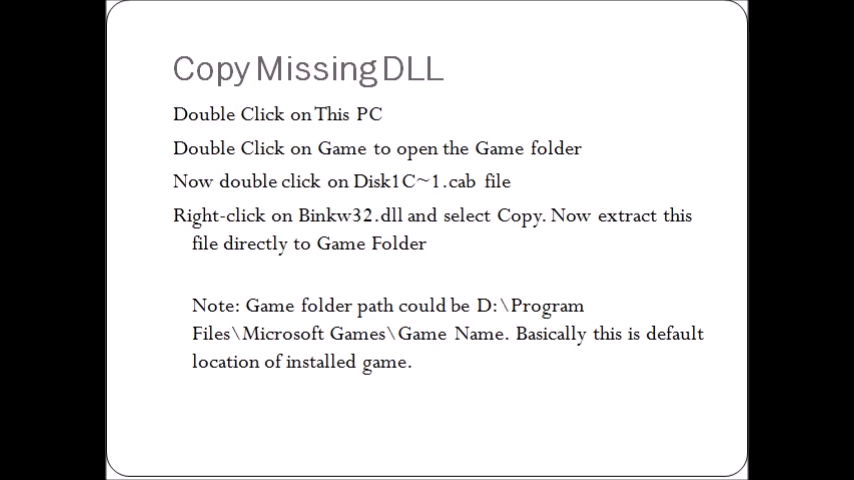 Copy Missing DLL
Double Click on This PC
Double Click on Game to open the Game folder
Now double click on Disk1C~1.cab file
Right-click on Binkw32.dll and select Copy. Now extract this
file directly to Game Folder
Note: Game folder path could be D:\Program
Files\Microsoft Games\Game Name. Basically this is default
location of installed game.